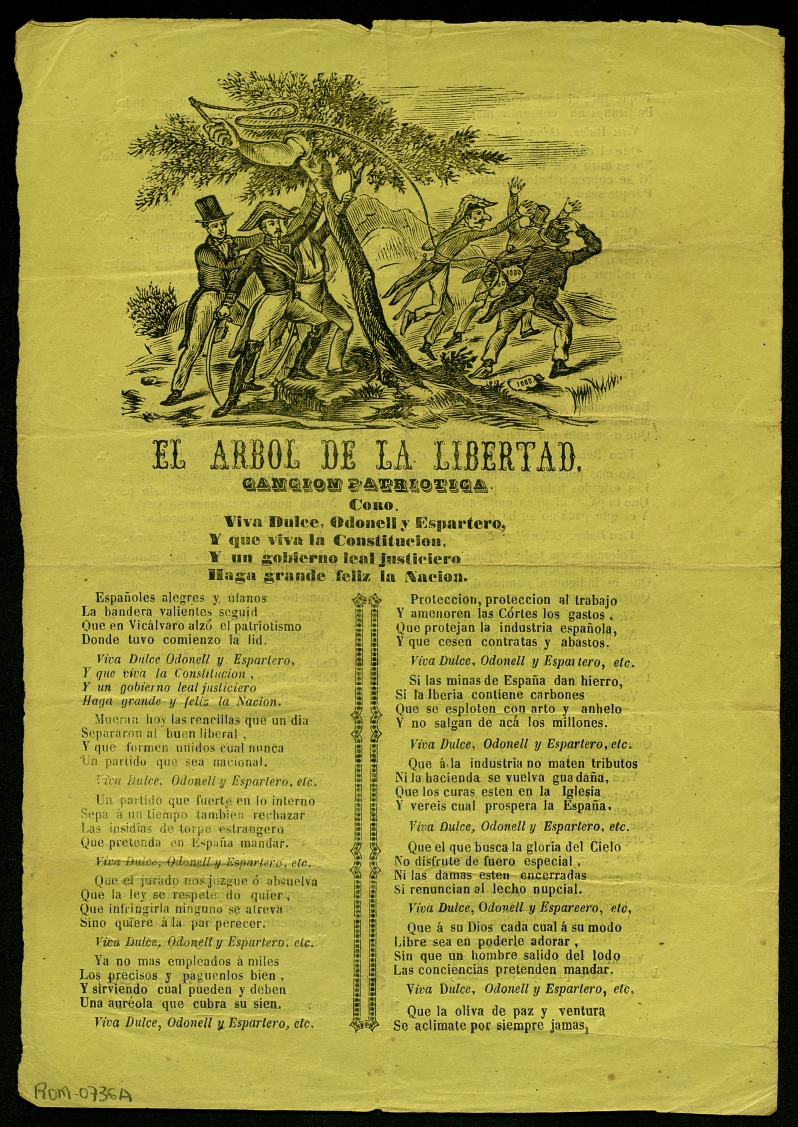 EL ARBOL DE LA LIBERTAD.
CANCION PATRIOTICA.
Coro.
Viva Dulce, Odonell y Espartero,
Y que viva la Constitucion,
Y un gobierno leal justiciero
Haga grande feliz la Nacion.
Españoles alegres y ufanos
La bandera valientes seguid
Que en Vicálvaro alzó el patriotismo
Donde tuvo comienzo la lid.
Viva Dulce Odonell y Espartero,
Y que viva la Constitucion,
Y un gobierno leal justiciero
Haga grande y feliz la Nacion.
Mueran hoy las rencillas que un dia
Separaron al buen liberal,
Y que formen unidos cual nunca
Un partido que sea nacional.
Viva Dulce, Odonell y Espartero, etc.
Un partido que fuerte en lo interno
Sepa á un tiempo tambien rechazar
Las insidias de torpe estrangero
Que pretenda en España mandar.
Viva Dulce, Odonell y Espartero, etc.
Que el jurado nos juzgue ó absuelva
Que la ley se respete do quier,
Que infringirla ninguno se atreva
Sino quiere á la par perecer.
Viva Dulce, Odonell y Espartero, etc.
Ya no mas empleados á miles
Los precisos y paguenlos bien,
Y sirviendo cual pueden y deben
Una auréola que cubra su sien.
Viva Dulce, Odonell y Espartero, etc.
Proteccion, proteccion al trabajo
Y amenoren las Córtes los gastos,
Que protejan la industria española,
Y que cesen contratas y abastos.
Viva Dulce, Odonell y Espartero, etc.
Si las minas de España dan hierro,
Si la Iberia contiene carbones
Que se esploten con arto y anhelo
Y no salgan de acá los millones.
Viva Dulce, Odonell y Espartero, etc.
Que á la industria no maten tributos
Ni la hacienda se vuelva guadaña,
Que los curas esten en la Iglesia
Y vereis cual prospera la España.
Viva Dulce, Odonell y Espartero, etc.
Que el que busca la gloria del Cielo
No disfrute de fuero especial,
Ni las damas esten encerradas
Si renuncian al lecho nupcial.
Viva Dulce, Odonell y Espareero, etc,
Que á su Dios cada cual á su modo
Libre sea en poderle adorar,
Sin que un hombre salido del lodo
Las conciencias pretenden mandar.
Viva Dulce, Odonell y Espartero, etc.
Que la oliva de paz y ventura
Se aclimate por siempre jamas,
ROM-0736A